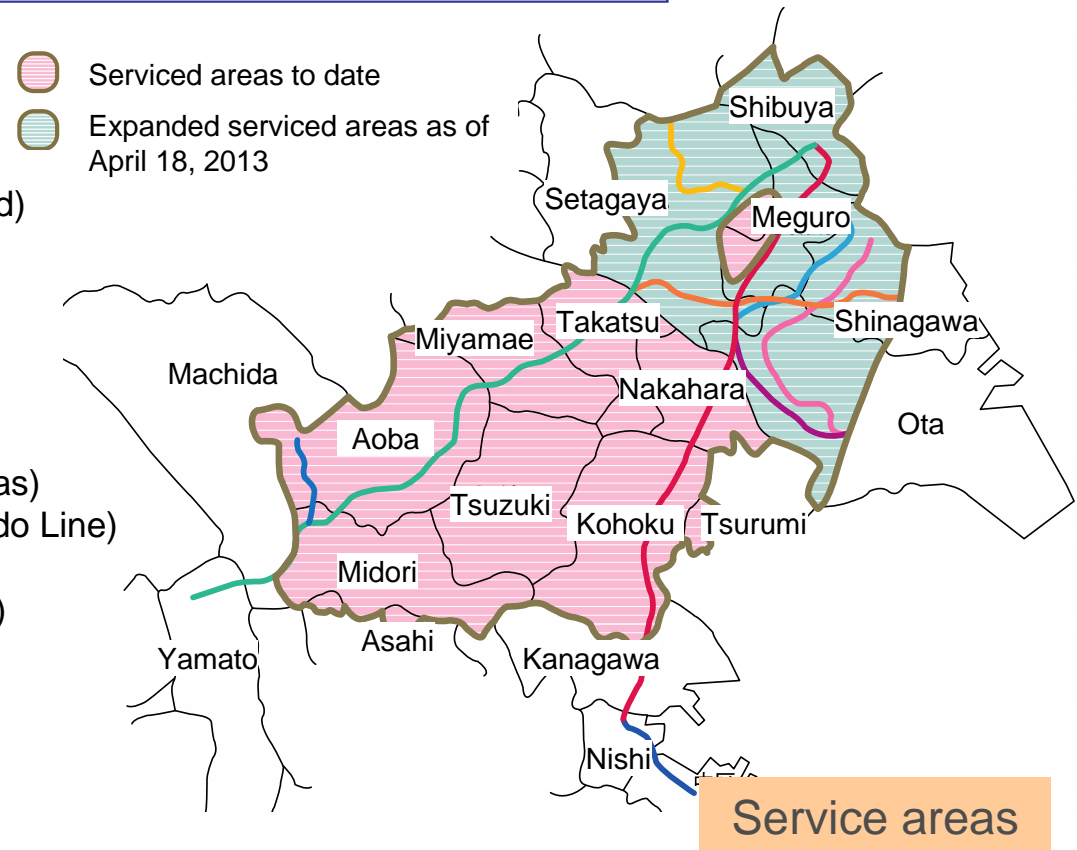 Serviced areas to date
Expanded serviced areas as of
April 18, 2013
d)
as)
do Line)
)
Shibuya
Setagaya
Meguro
Takatsu
Shinagawa
Miyamae
Machida
Nakahara
Aoba
Ota
Tsuzuki
Kohoku
Tsurumi
Midori
Asahi
Yamato
Kanagawa
Nishi
Service areas